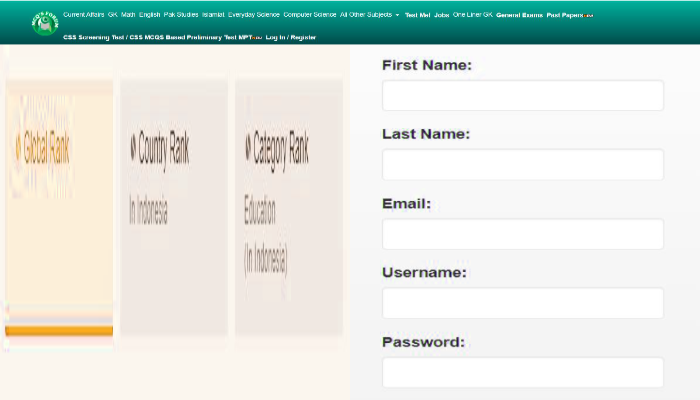 Current Affairs GK Math English Pak Studies Islamiat Everyday Science Computer Science All Other Subjects Test Me! Jobs One Liner GK General Exams Past Papers
CSS Screening Test / CSS MCQS Based Preliminary Test MPT Log In / Register
Global Rank
Country Rank
In Indonesia
Category Rank
Education
(In Indonesia)
First Name:
Last Name:
Email:
Username:
Password: